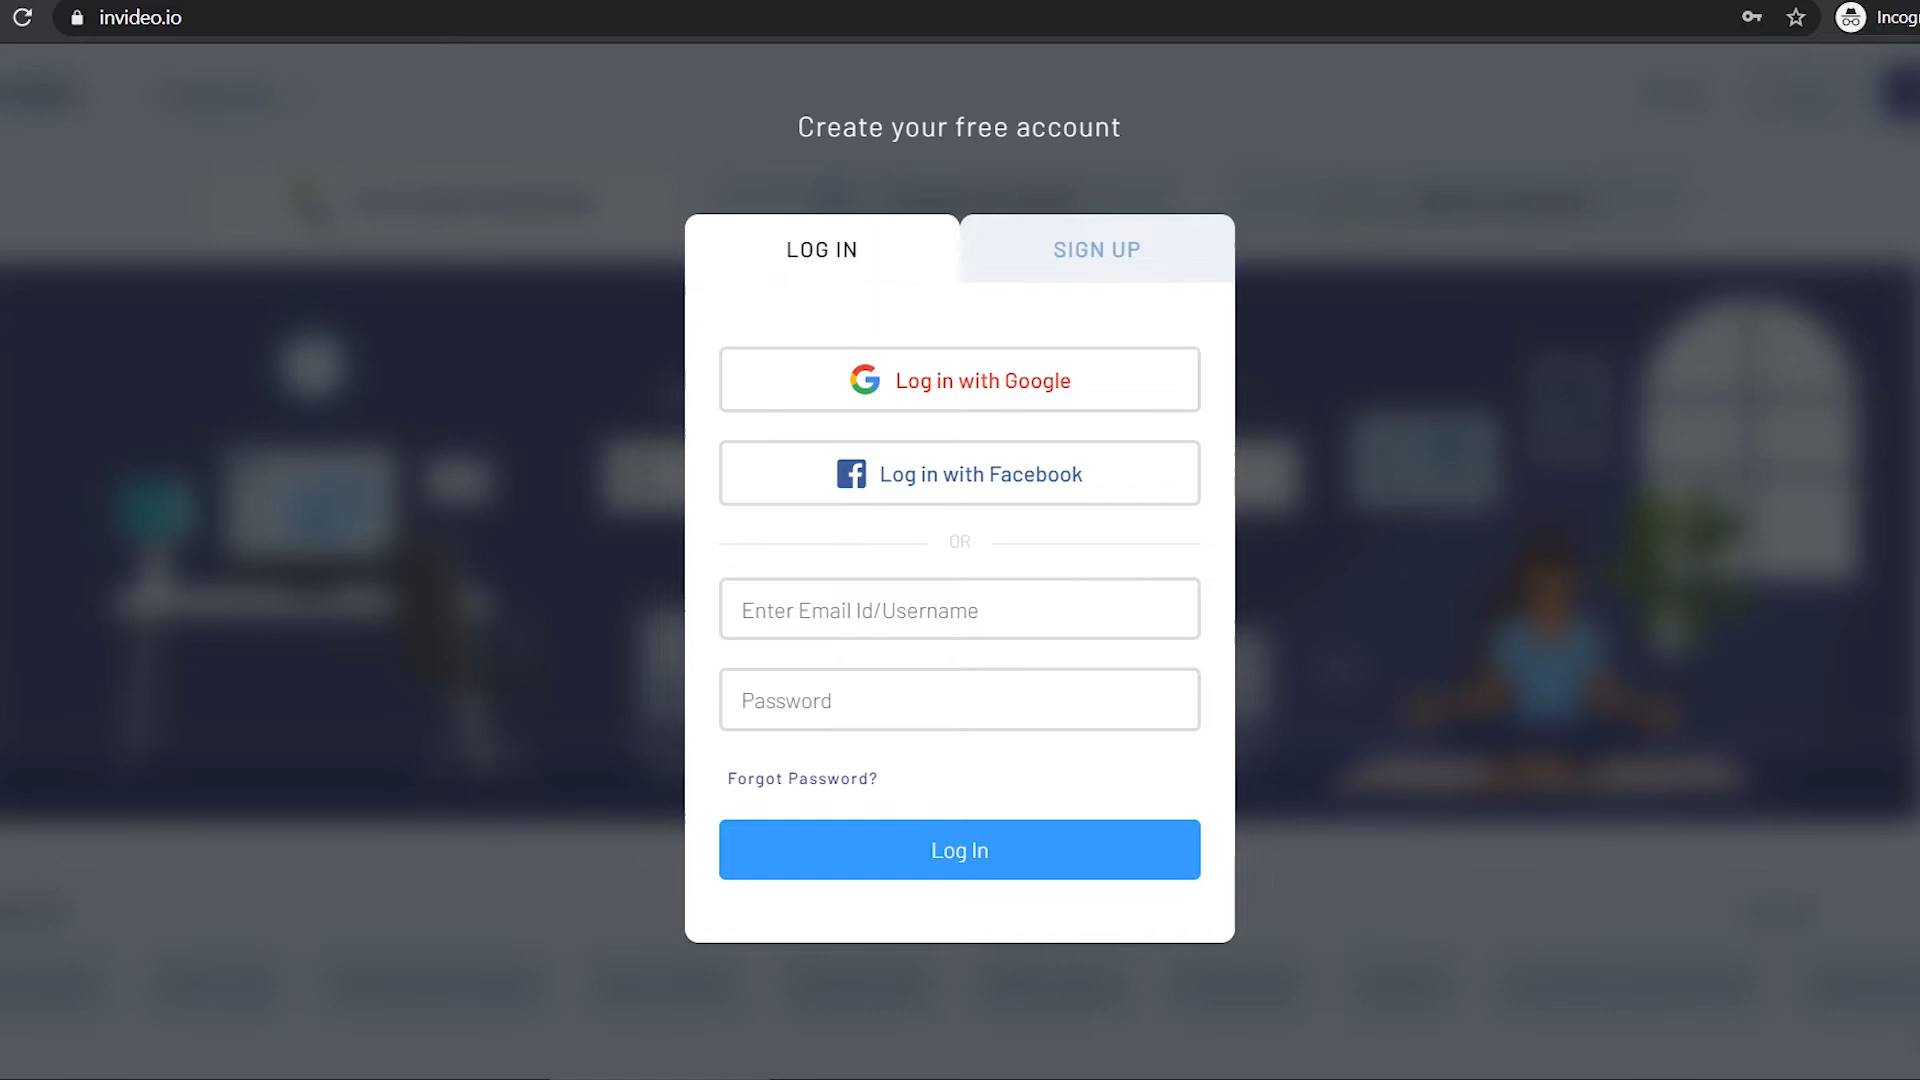 invideo.io
Incog
Create your free account
LOG IN
SIGN UP
Log in with Google
Log in with Facebook
OR
Enter Email Id/Username
Password
Forgot Password?
Log In